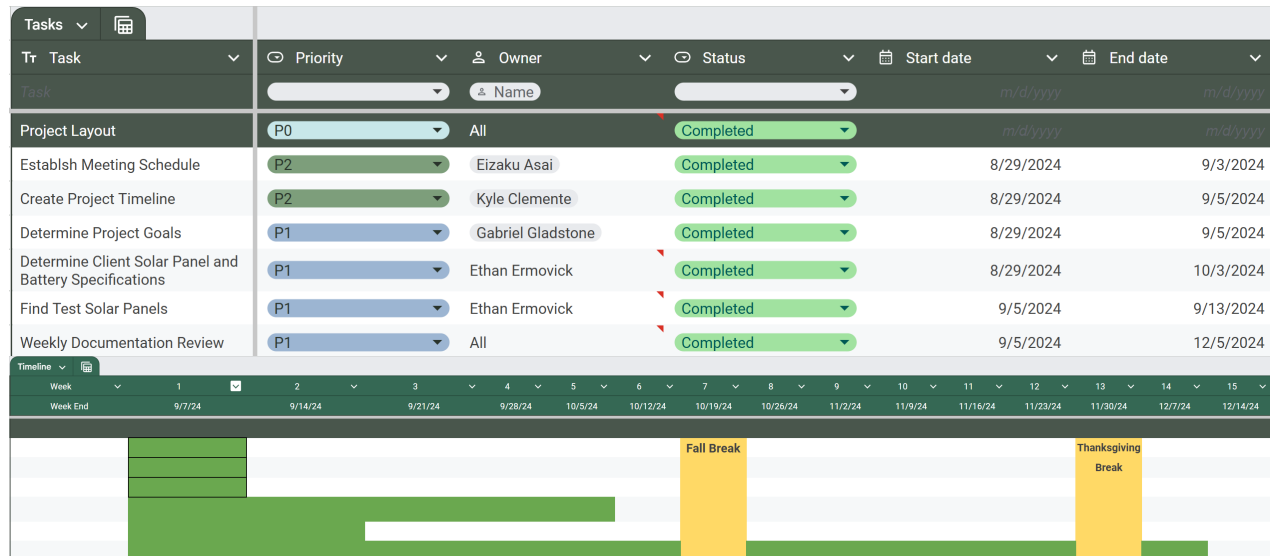 Tasks
Task Priority Owner Status Start date End date
Task Name m/d/yyyy m/d/yyyy
Project Layout P0 All Completed m/d/yyyy m/d/yyyy
Establsh Meeting Schedule P2 Eizaku Asai Completed 8/29/2024 9/3/2024
Create Project Timeline P2 Kyle Clemente Completed 8/29/2024 9/5/2024
Determine Project Goals P1 Gabriel Gladstone Completed 8/29/2024 9/5/2024
Determine Client Solar Panel and
Battery Specifications P1 Ethan Ermovick Completed 8/29/2024 10/3/2024
Find Test Solar Panels P1 Ethan Ermovick Completed 9/5/2024 9/13/2024
Weekly Documentation Review P1 All Completed 9/5/2024 12/5/2024
Timeline
Week 1 2 3 4 5 6 7 8 9 10 11 12 13 14 15
Week End 9/7/24 9/14/24 9/21/24 9/28/24 10/5/24 10/12/24 10/19/24 10/26/24 11/2/24 11/9/24 11/16/24 11/23/24 11/30/24 12/7/24 12/14/24
Fall Break Thanksgiving
Break